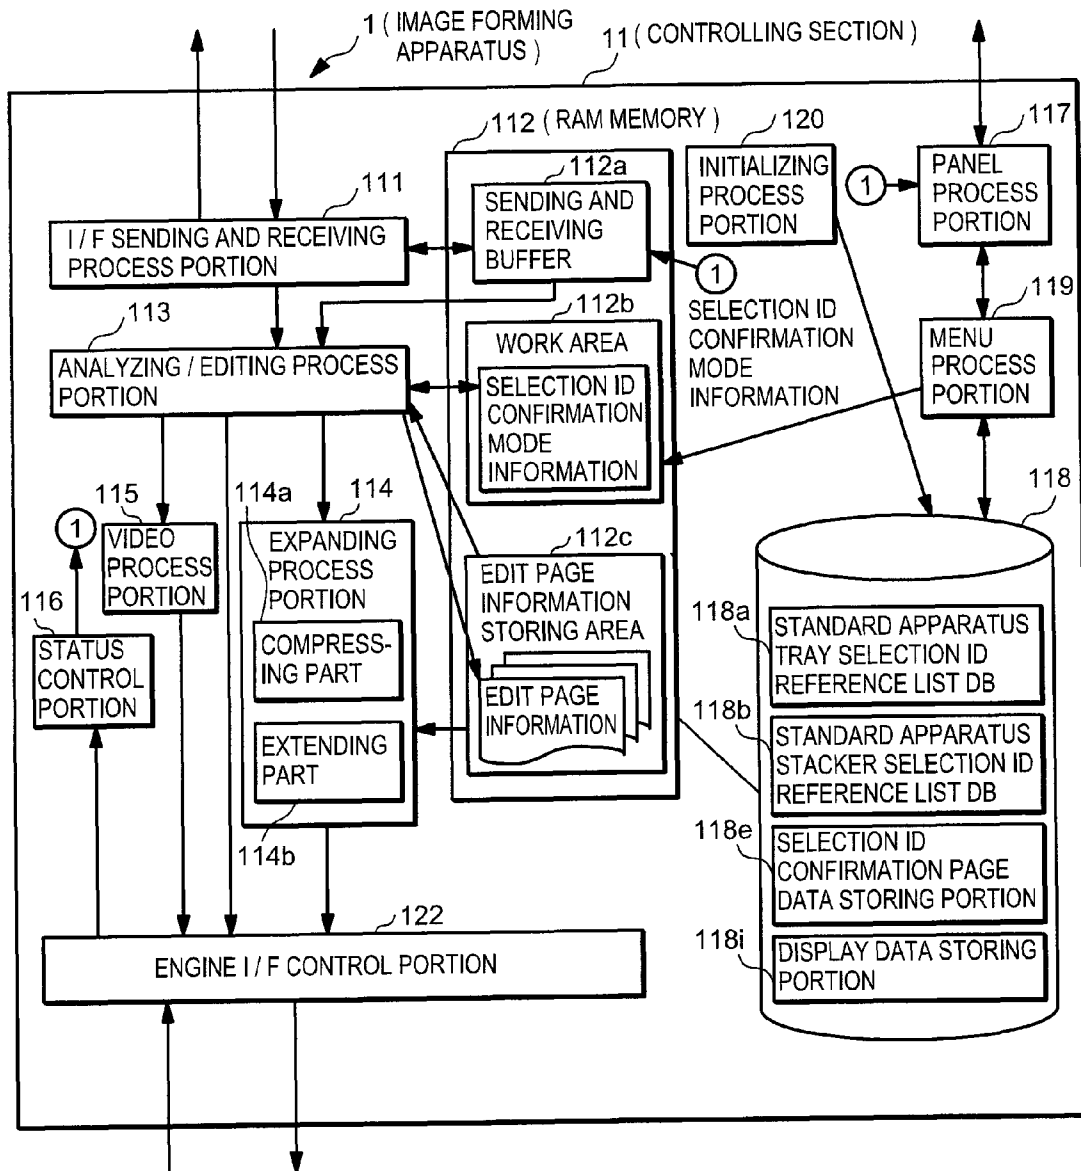 1 ( IMAGE FORMING
APPARATUS )
11 ( CONTROLLING SECTION )
112 ( RAM MEMORY )
120
117
INITIALIZING
PROCESS
PORTION
1
PANEL
PROCESS
PORTION
111
I / F SENDING AND RECEIVING
PROCESS PORTION
112a
SENDING AND
RECEIVING
BUFFER
1
SELECTION ID
CONFIRMATION
MODE
INFORMATION
119
MENU
PROCESS
PORTION
113
ANALYZING / EDITING PROCESS
PORTION
112b
WORK AREA
SELECTION ID
CONFIRMATION
MODE
INFORMATION
1
115
VIDEO
PROCESS
PORTION
116
STATUS
CONTROL
PORTION
114a
114
EXPANDING
PROCESS
PORTION
COMPRESS-
ING PART
EXTENDING
PART
114b
112c
EDIT PAGE
INFORMATION
STORING AREA
EDIT PAGE
INFORMATION
118
118a
STANDARD APPARATUS
TRAY SELECTION ID
REFERENCE LIST DB
118b
STANDARD APPARATUS
STACKER SELECTION ID
REFERENCE LIST DB
118e
SELECTION ID
CONFIRMATION PAGE
DATA STORING PORTION
118i
DISPLAY DATA STORING
PORTION
122
ENGINE I / F CONTROL PORTION